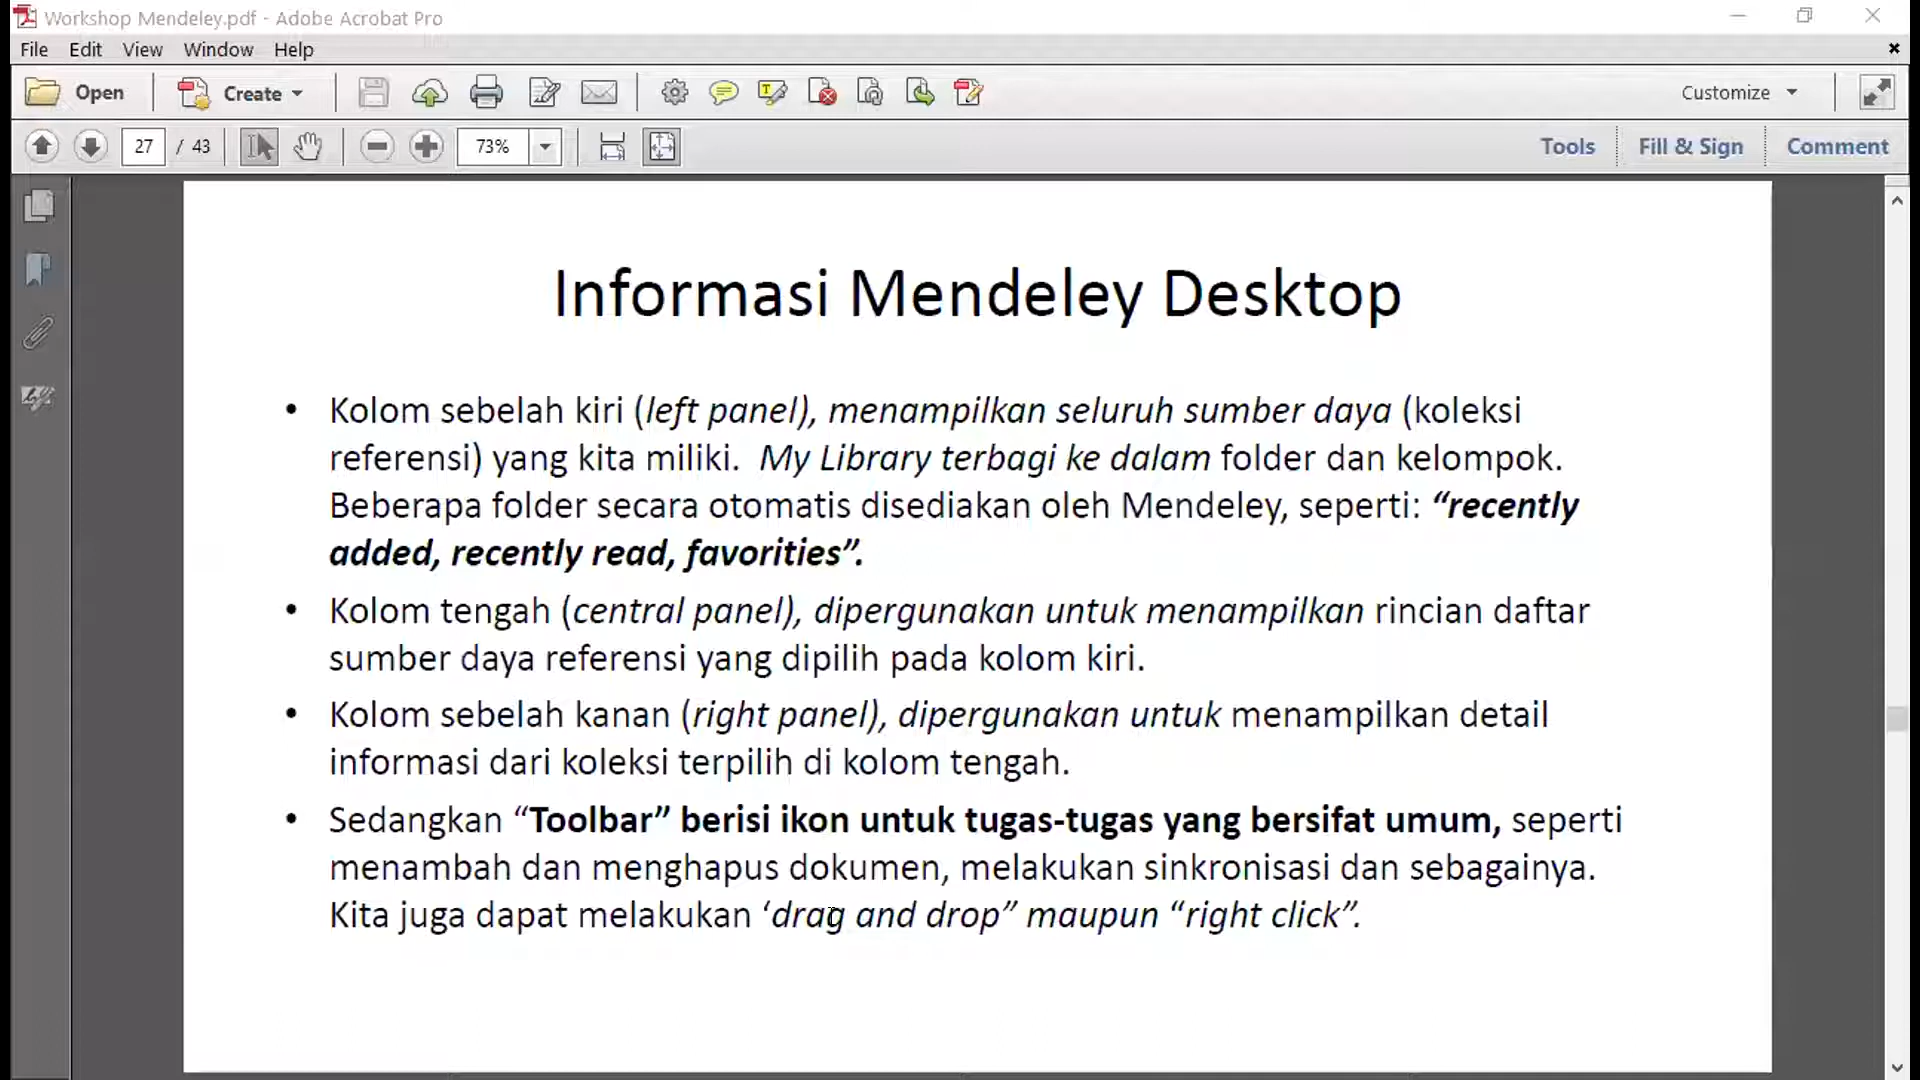 Workshop Mendeley.pdf - Adobe Acrobat Pro
File Edit View Window Help
Open Create Customize
27 / 43 73% Tools Fill & Sign Comment
Informasi Mendeley Desktop
• Kolom sebelah kiri (left panel), menampilkan seluruh sumber daya (koleksi
referensi) yang kita miliki. My Library terbagi ke dalam folder dan kelompok.
Beberapa folder secara otomatis disediakan oleh Mendeley, seperti: “recently
added, recently read, favorities”.
• Kolom tengah (central panel), dipergunakan untuk menampilkan rincian daftar
sumber daya referensi yang dipilih pada kolom kiri.
• Kolom sebelah kanan (right panel), dipergunakan untuk menampilkan detail
informasi dari koleksi terpilih di kolom tengah.
• Sedangkan “Toolbar” berisi ikon untuk tugas-tugas yang bersifat umum, seperti
menambah dan menghapus dokumen, melakukan sinkronisasi dan sebagainya.
Kita juga dapat melakukan ‘drag and drop” maupun “right click”.